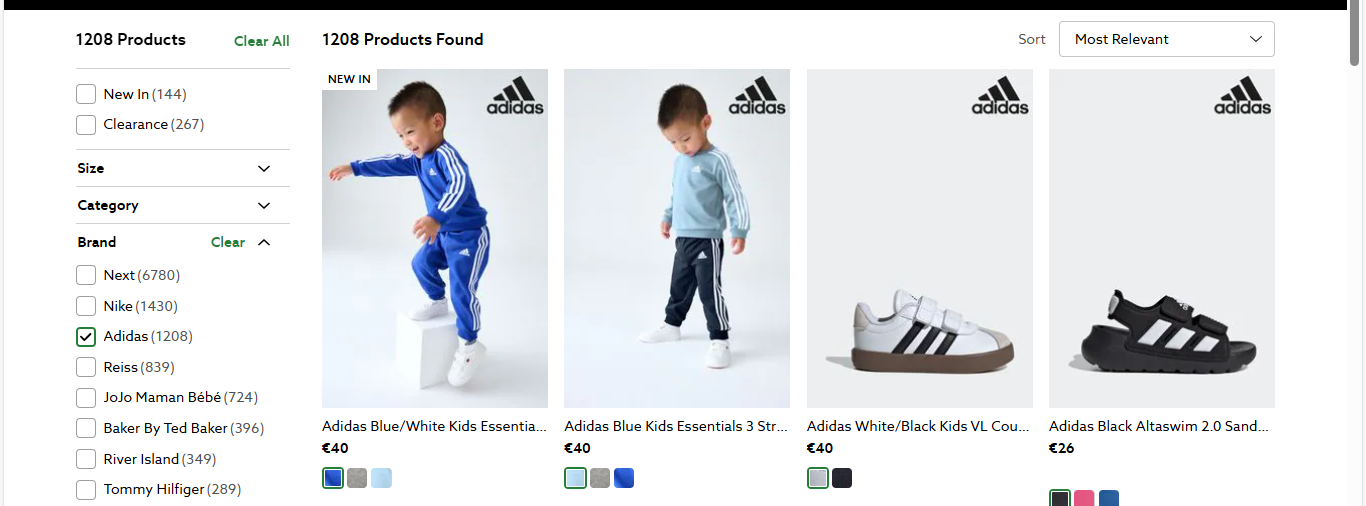 1208 Products
Clear All
New In (144)
Clearance (267)
Size
Category
Brand
Clear
Next (6780)
Nike (1430)
Adidas (1208)
Reiss (839)
JoJo Maman Bébé (724)
Baker By Ted Baker (396)
River Island (349)
Tommy Hilfiger (289)
1208 Products Found
Sort
Most Relevant
NEW IN
adidas
adidas
adidas
adidas
Adidas Blue/White Kids Essentia...
€40
Adidas Blue Kids Essentials 3 Str...
€40
Adidas White/Black Kids VL Cou...
€40
Adidas Black Altaswim 2.0 Sand...
€26